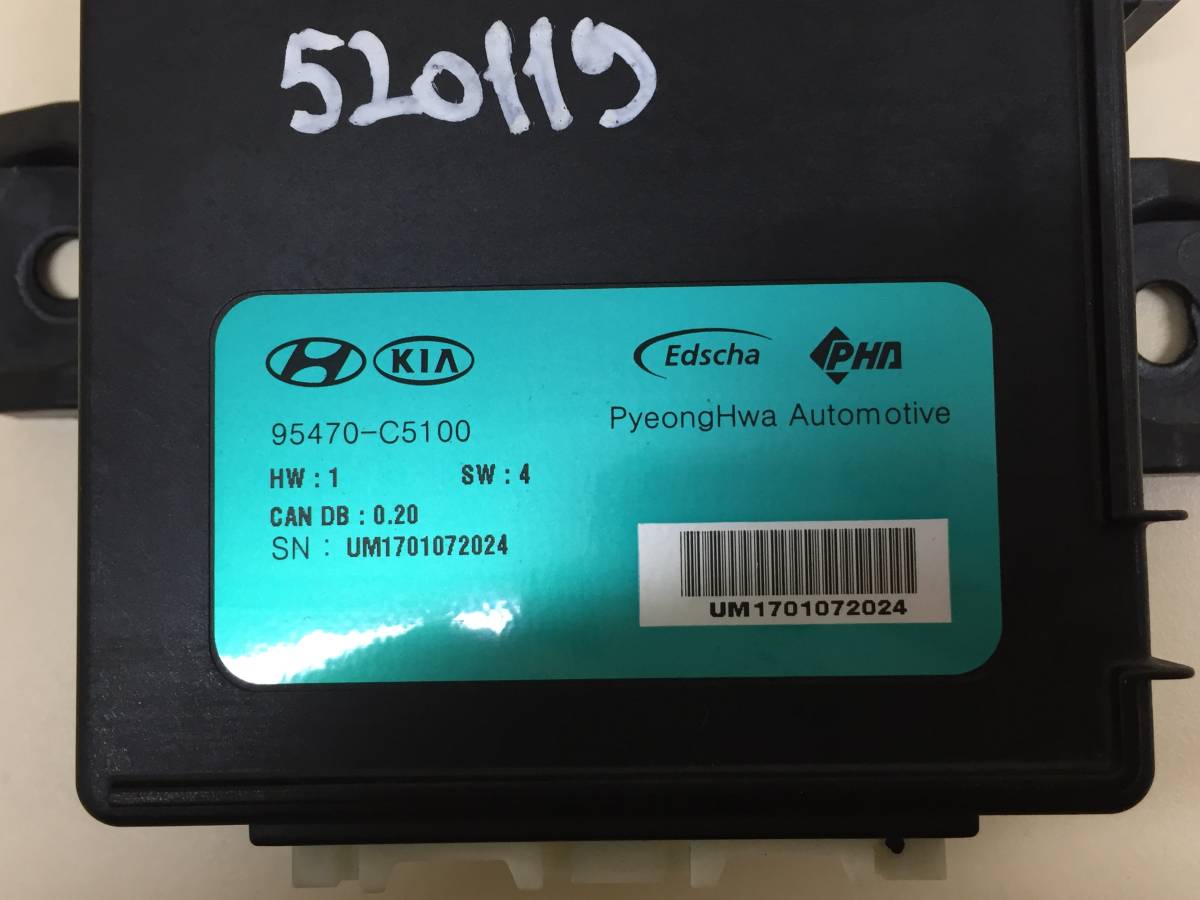 520119
KIA
Edscha PHA
95470-C5100
PyeongHwa Automotive
HW : 1 SW : 4
CAN DB : 0.20
SN : UM1701072024
UM1701072024